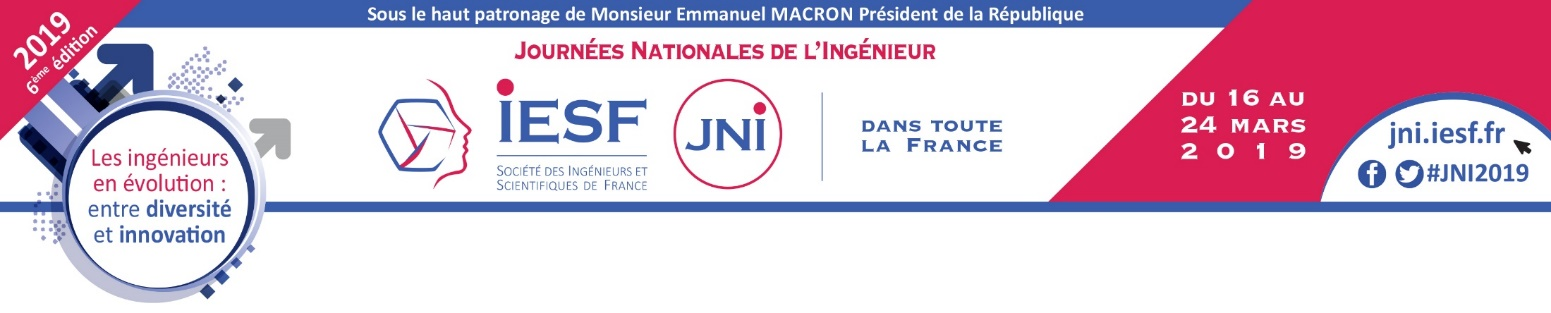 Sous le haut patronage de Monsieur Emmanuel MACRON Président de la République
2019
6ème édition
JOURNÉES NATIONALES DE L'INGÉNIEUR
Les ingénieurs
en évolution :
entre diversité
et innovation
iESF
SOCIÉTÉ DES INGÉNIEURS ET
SCIENTIFIQUES DE FRANCE
JNi
DANS TOUTE
LA FRANCE
DU 16 AU
24 MARS
2019
jni.iesf.fr
#JNI2019